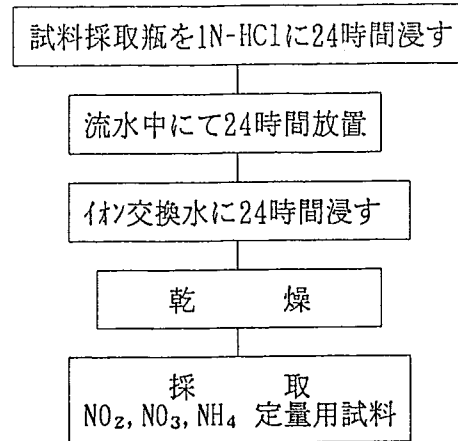 試料採取瓶を1N-HClに24時間浸す
流水中にて24時間放置
ｲｵﾝ交換水に24時間浸す
乾　　燥
採　　取
NO₂, NO₃, NH₄ 定量用試料